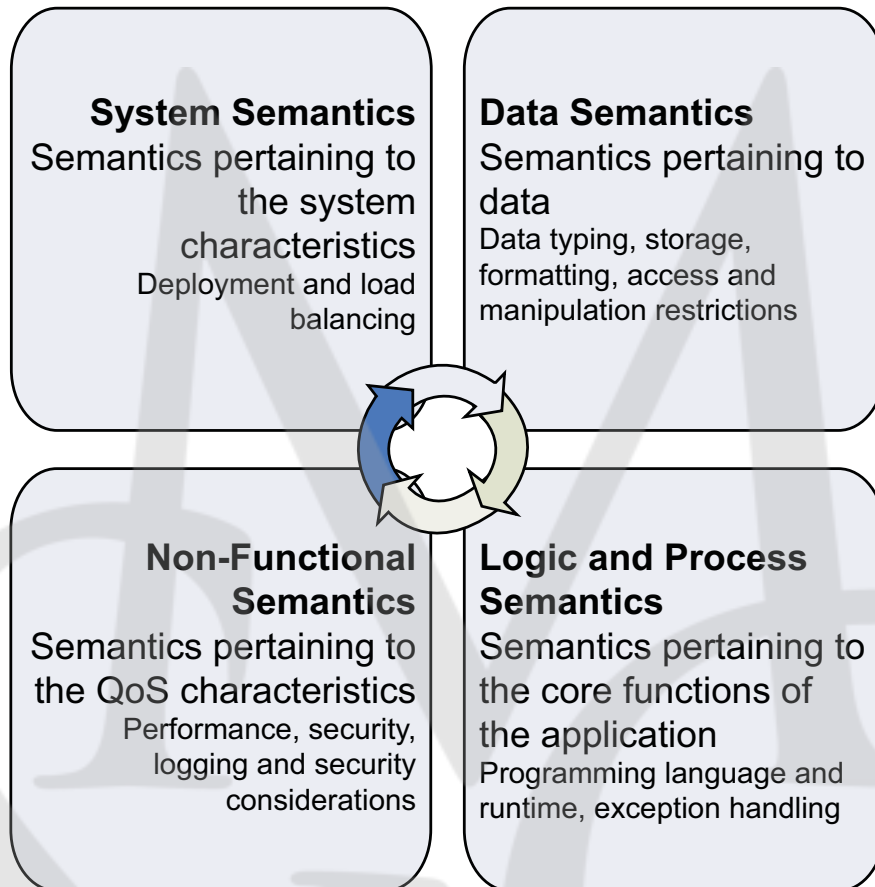 System Semantics
Semantics pertaining to
the system
characteristics
Deployment and load
balancing
Data Semantics
Semantics pertaining to
data
Data typing, storage,
formatting, access and
manipulation restrictions
Non-Functional
Semantics
Semantics pertaining to
the QoS characteristics
Performance, security,
logging and security
considerations
Logic and Process
Semantics
Semantics pertaining to
the core functions of
the application
Programming language and
runtime, exception handling